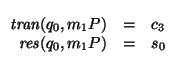 tran(q₀, m₁P) = c₃
res(q₀, m₁P) = s₀